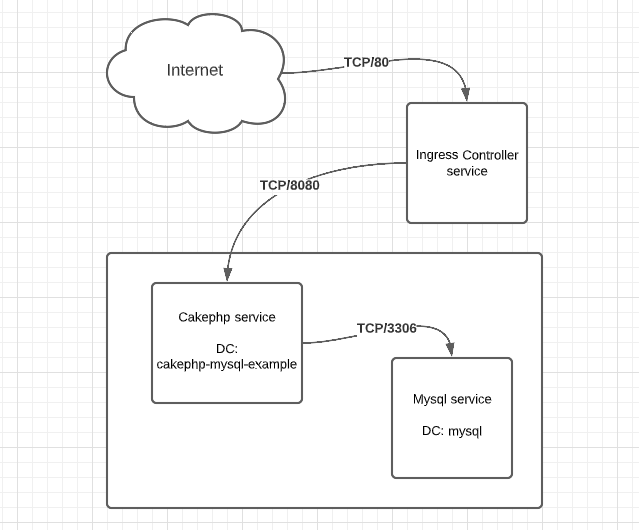 Internet
TCP/80
Ingress Controller
service
TCP/8080
Cakephp service
DC:
cakephp-mysql-example
TCP/3306
Mysql service
DC: mysql